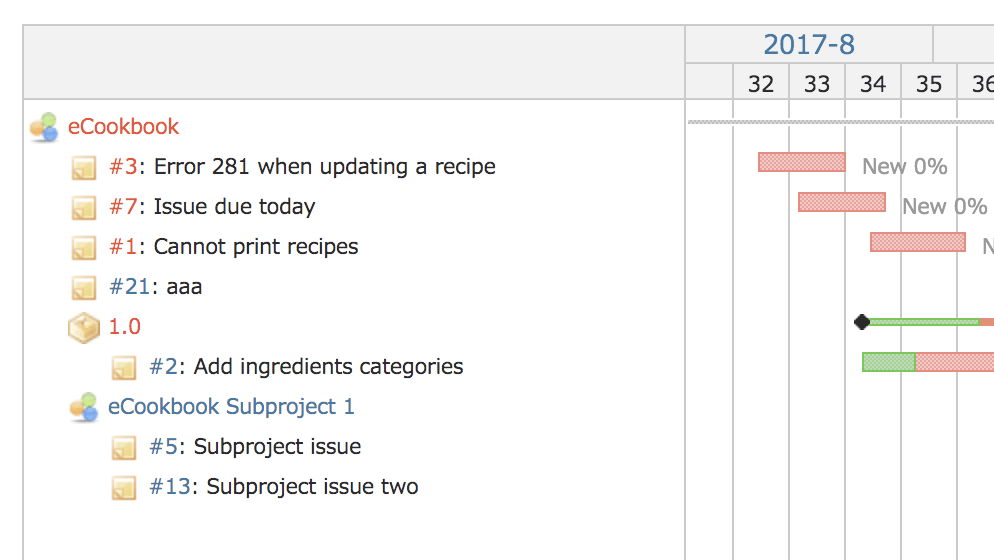 2017-8
32 33 34 35 36
eCookbook
#3: Error 281 when updating a recipe New 0%
#7: Issue due today New 0%
#1: Cannot print recipes N
#21: aaa
1.0
#2: Add ingredients categories
eCookbook Subproject 1
#5: Subproject issue
#13: Subproject issue two